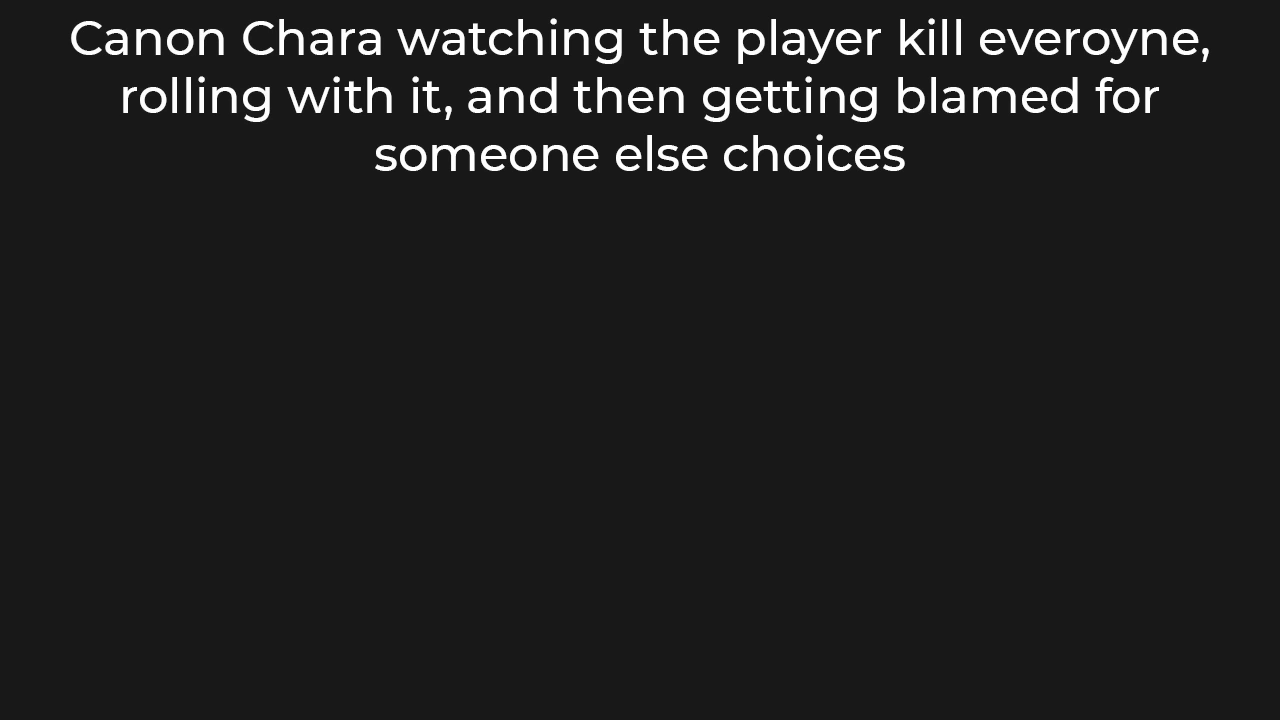 Canon Chara watching the player kill everoyne,
rolling with it, and then getting blamed for
someone else choices